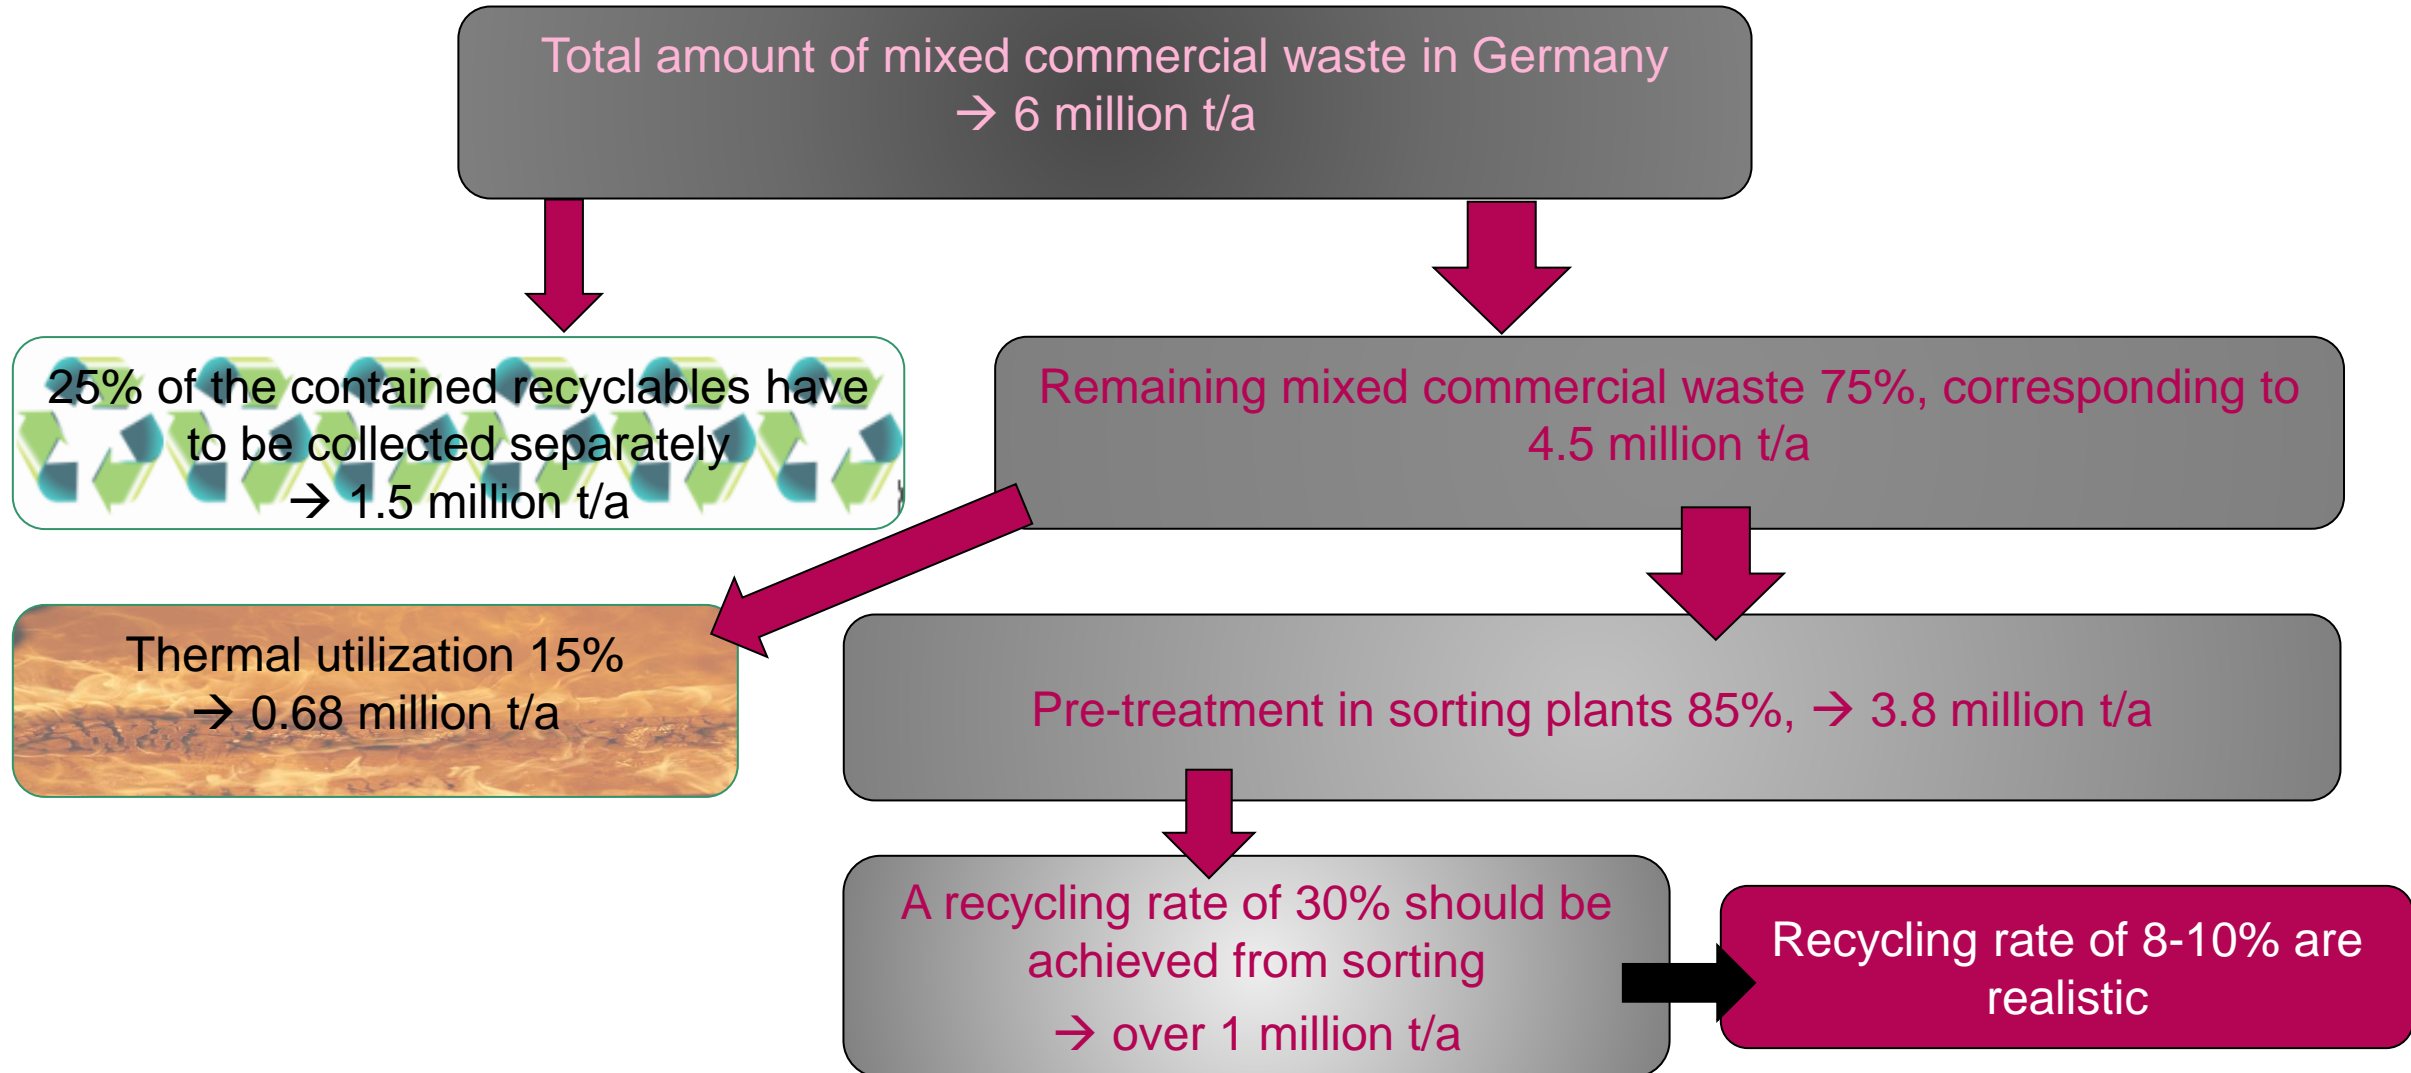 Total amount of mixed commercial waste in Germany
→ 6 million t/a
25% of the contained recyclables have
to be collected separately
→ 1.5 million t/a
Remaining mixed commercial waste 75%, corresponding to
4.5 million t/a
Thermal utilization 15%
→ 0.68 million t/a
Pre-treatment in sorting plants 85%, → 3.8 million t/a
A recycling rate of 30% should be
achieved from sorting
→ over 1 million t/a
Recycling rate of 8-10% are
realistic